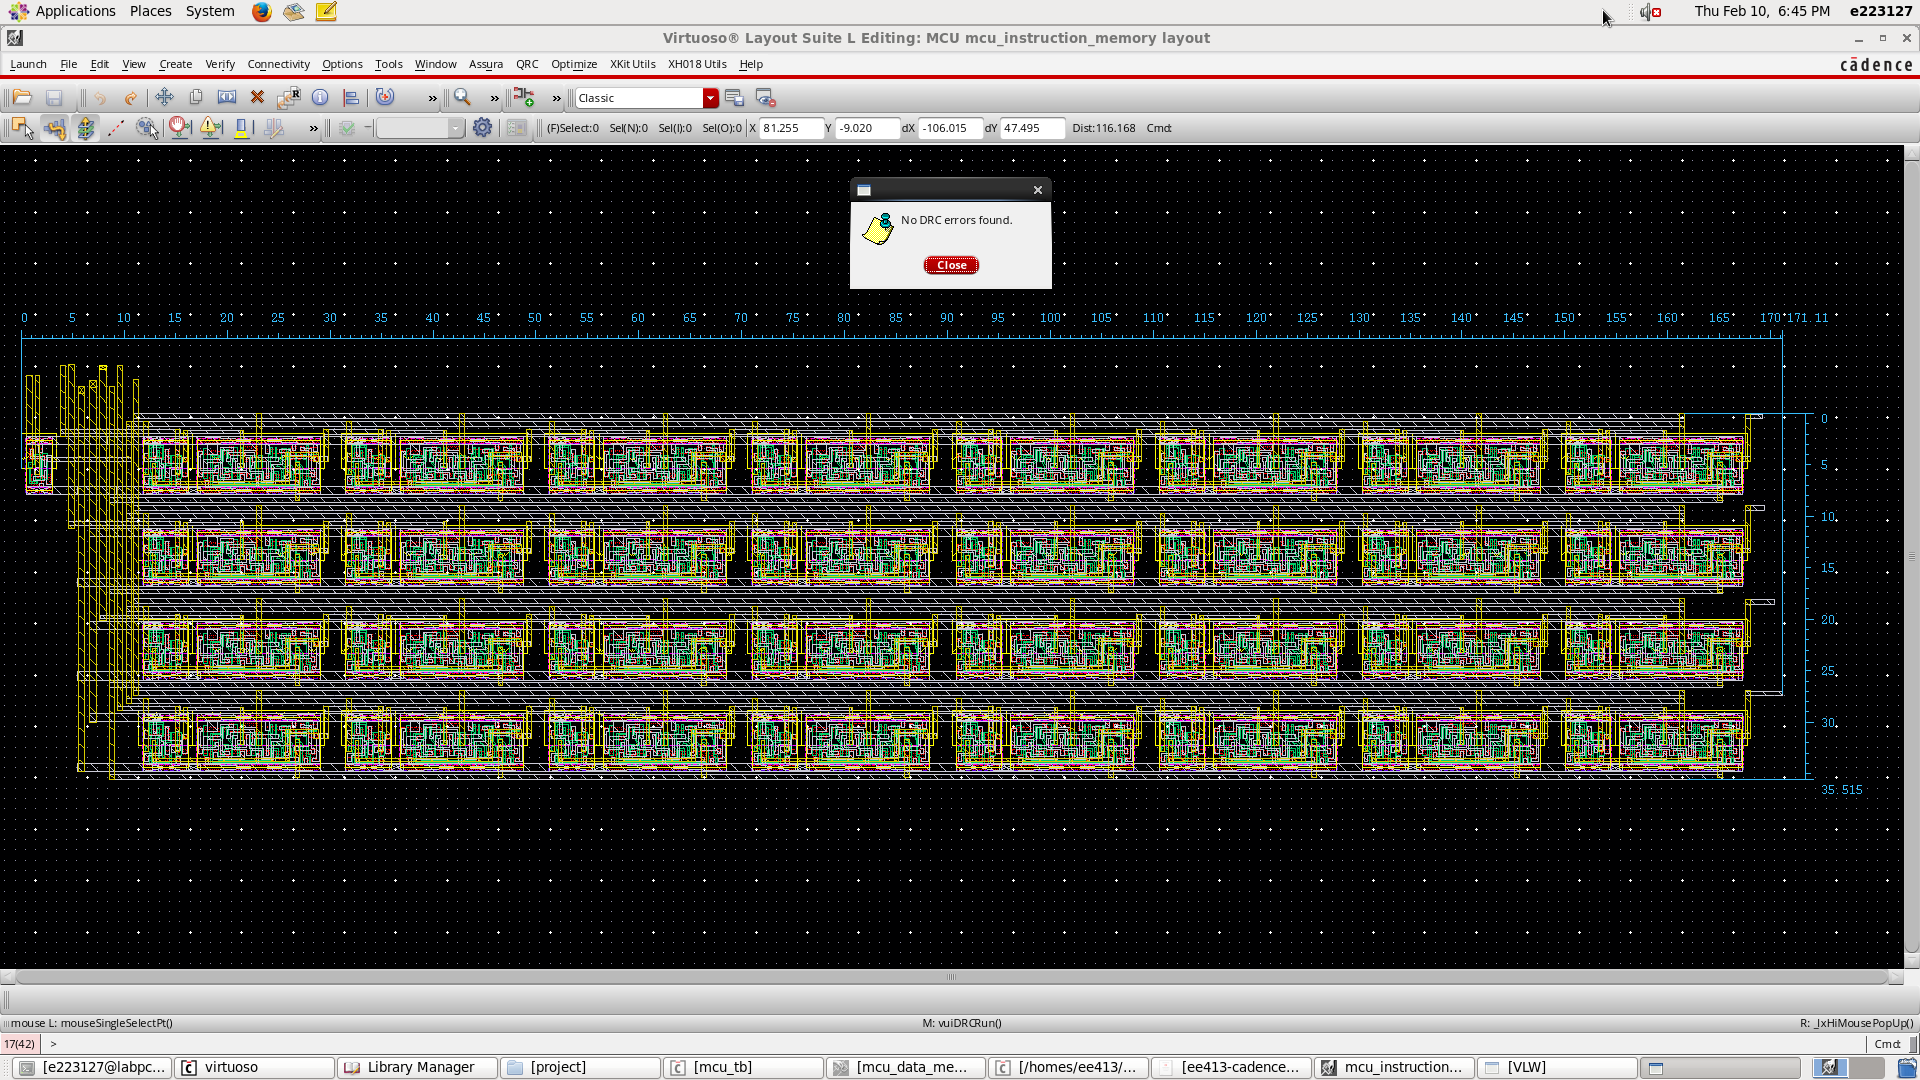 Applications Places System Thu Feb 10, 6:45 PM e223127
Virtuoso® Layout Suite L Editing: MCU mcu_instruction_memory layout
Launch File Edit View Create Verify Connectivity Options Tools Window Assura QRC Optimize XKit Utils XH018 Utils Help cādence
Classic
(F)Select:0 Sel(N):0 Sel(I):0 Sel(O):0 X 81.255 Y -9.020 dX -106.015 dY 47.495 Dist:116.168 Cmd:
No DRC errors found.
Close
0 5 10 15 20 25 30 35 40 45 50 55 60 65 70 75 80 85 90 95 100 105 110 115 120 125 130 135 140 145 150 155 160 165 170 171.11
0
5
10
15
20
25
30
35.515
mouse L: mouseSingleSelectPt() M: vuiDRCRun() R: _lxHiMousePopUp()
17(42) > Cmd:
[e223127@labpc... virtuoso Library Manager [project] [mcu_tb] [mcu_data_me... [/homes/ee413/... [ee413-cadence... mcu_instruction... [VLW]